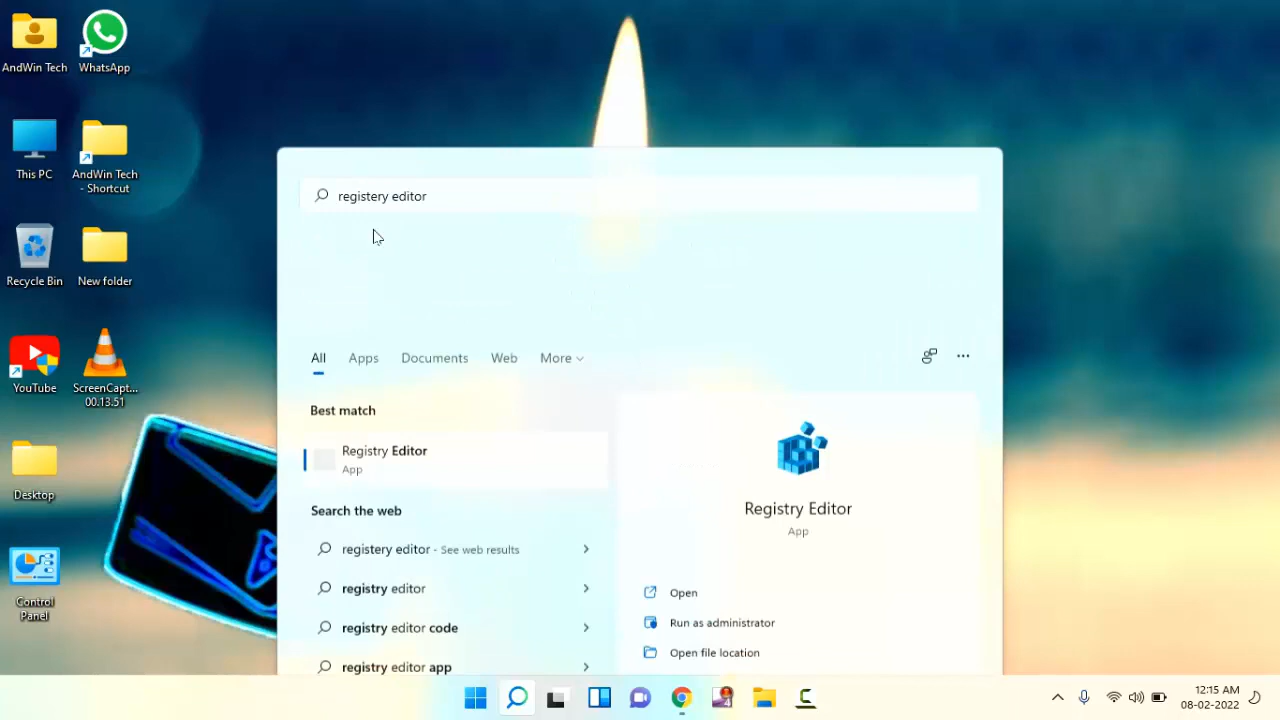 AndWin Tech
WhatsApp
This PC
AndWin Tech
- Shortcut
Recycle Bin
New folder
YouTube
ScreenCapt...
00.13.51
Desktop
Control
Panel
registery editor
All
Apps
Documents
Web
More
Best match
Registry Editor
App
Search the web
registery editor - See web results
registry editor
registry editor code
registry editor app
Registry Editor
App
Open
Run as administrator
Open file location
12:15 AM
08-02-2022